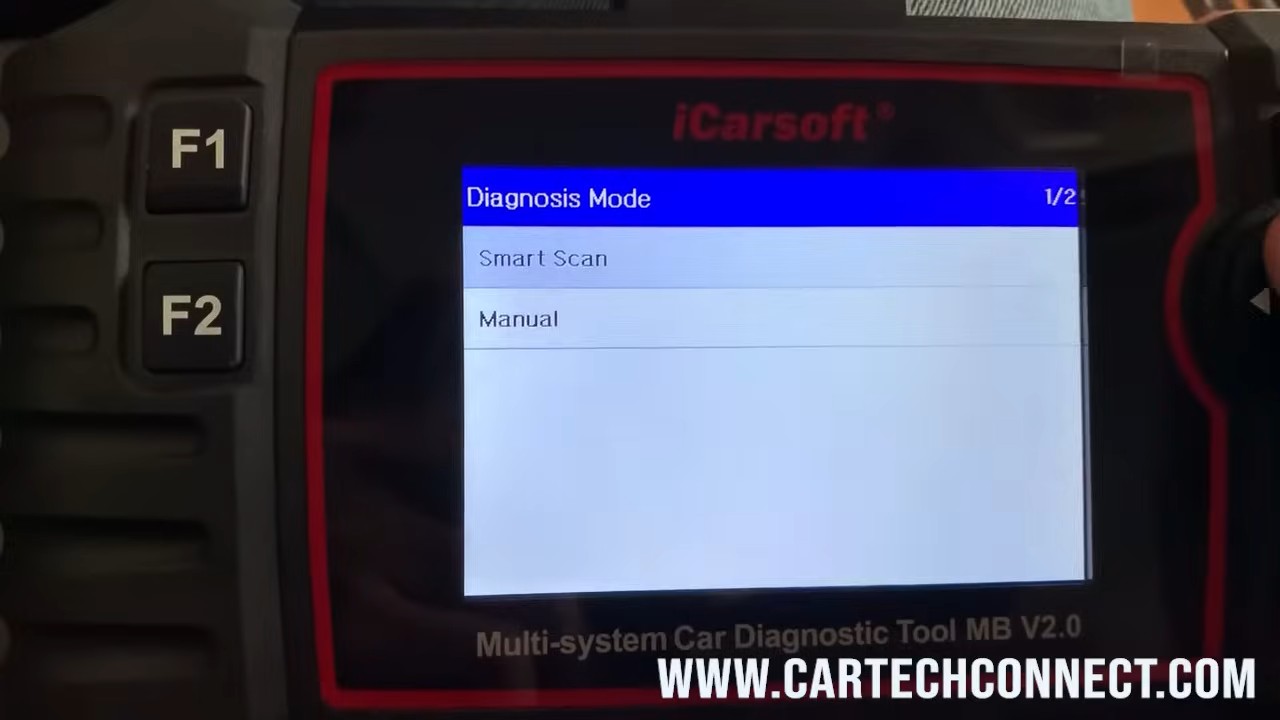 F1
F2
iCarsoft®
Diagnosis Mode 1/2
Smart Scan
Manual
Multi-system Car Diagnostic Tool MB V2.0
WWW.CARTECHCONNECT.COM